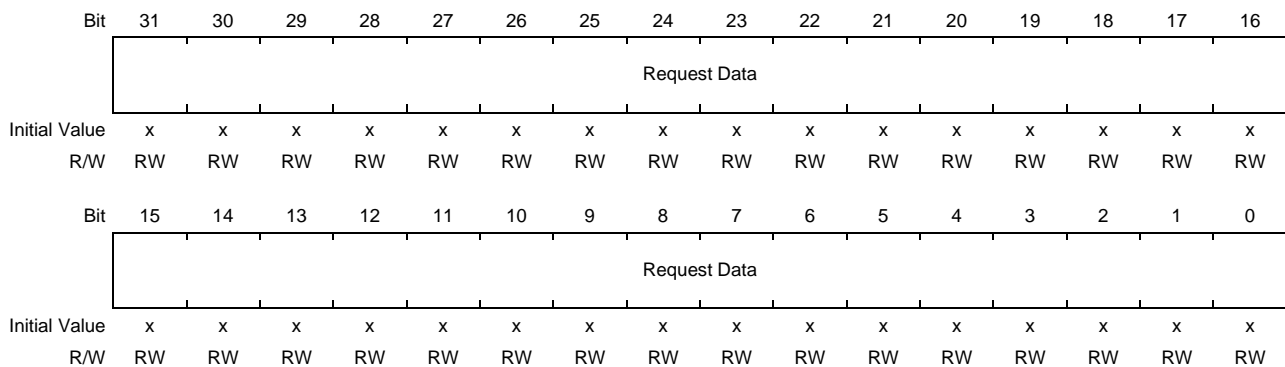 Bit 31 30 29 28 27 26 25 24 23 22 21 20 19 18 17 16
Request Data
Initial Value x x x x x x x x x x x x x x x x
R/W RW RW RW RW RW RW RW RW RW RW RW RW RW RW RW RW
Bit 15 14 13 12 11 10 9 8 7 6 5 4 3 2 1 0
Request Data
Initial Value x x x x x x x x x x x x x x x x
R/W RW RW RW RW RW RW RW RW RW RW RW RW RW RW RW RW